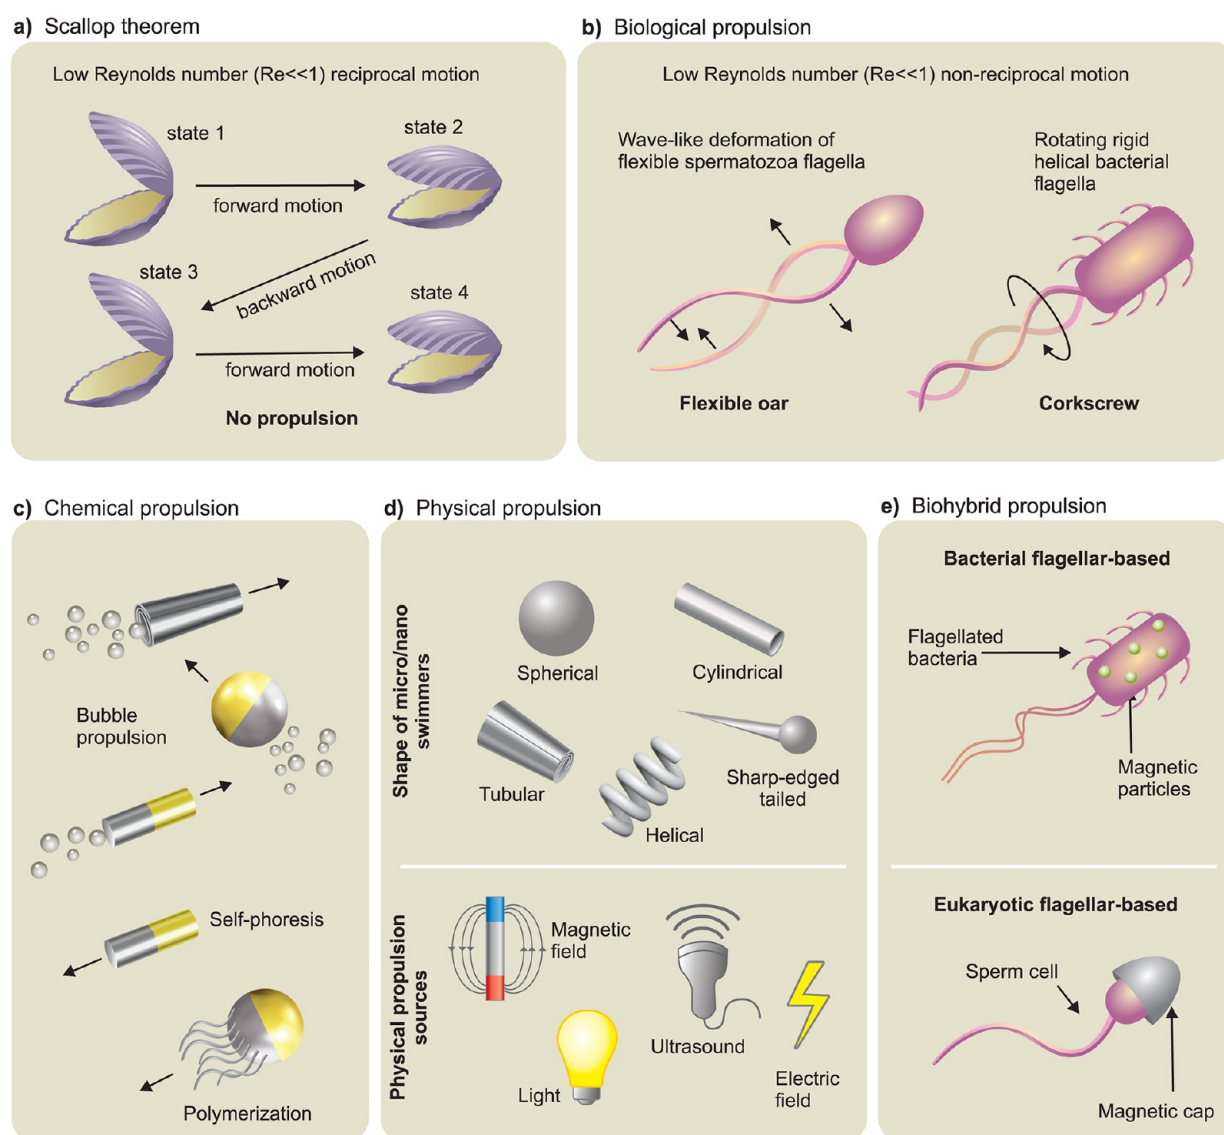 a) Scallop theorem
Low Reynolds number (Re<<1) reciprocal motion
state 1
state 2
forward motion
state 3
backward motion
state 4
forward motion
No propulsion
b) Biological propulsion
Low Reynolds number (Re<<1) non-reciprocal motion
Wave-like deformation of
flexible spermatozoa flagella
Rotating rigid
helical bacterial
flagella
Flexible oar
Corkscrew
c) Chemical propulsion
Bubble
propulsion
Self-phoresis
Polymerization
d) Physical propulsion
Shape of micro/nano
swimmers
Spherical
Cylindrical
Tubular
Helical
Sharp-edged
tailed
Physical propulsion
sources
Magnetic
field
Ultrasound
Light
Electric
field
e) Biohybrid propulsion
Bacterial flagellar-based
Flagellated
bacteria
Magnetic
particles
Eukaryotic flagellar-based
Sperm cell
Magnetic cap